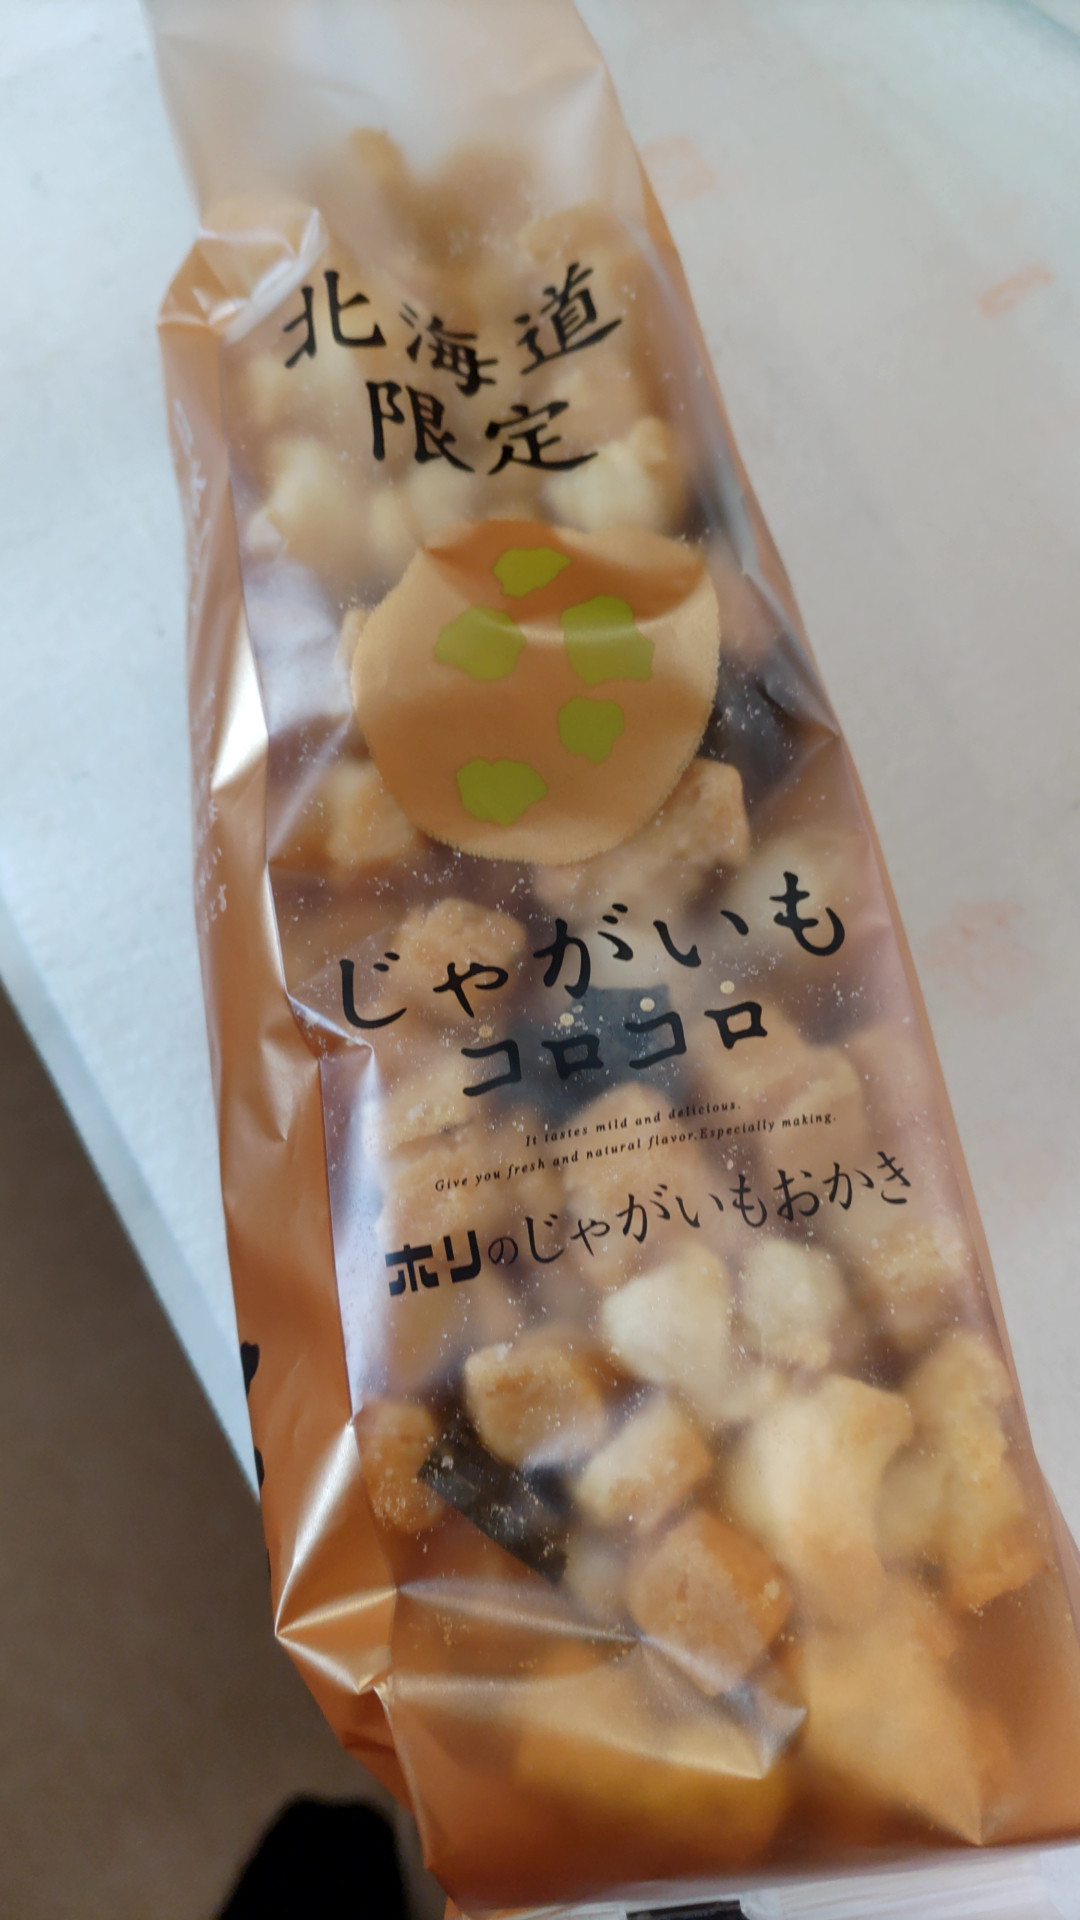 北海道
限定
じゃがいも
コロコロ
It tastes mild and delicious.
Give you fresh and natural flavor.Especially making.
ホリのじゃがいもおかき